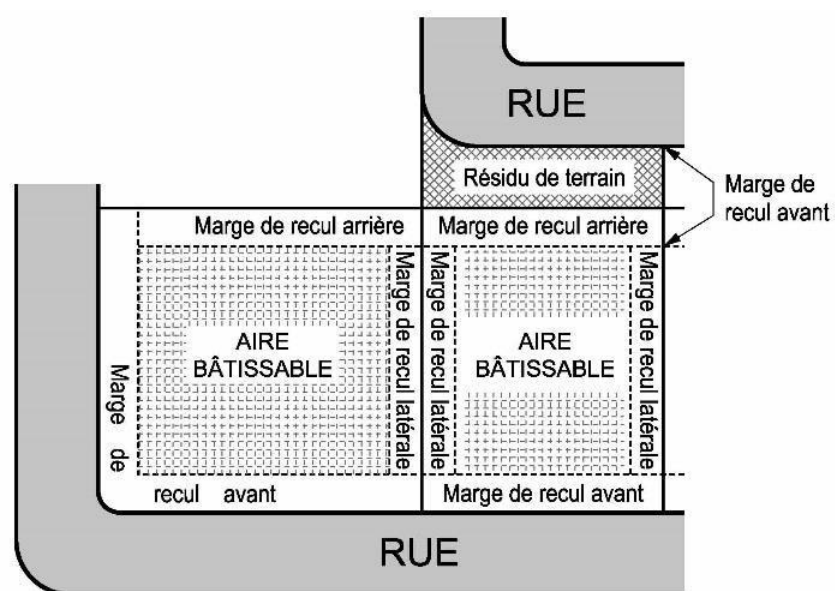 RUE
Résidu de terrain
Marge de
recul avant
Marge de recul arrière
Marge de recul arrière
Marge de recul latérale
Marge de recul latérale
Marge de recul latérale
AIRE
BÂTISSABLE
AIRE
BÂTISSABLE
Marge de
recul avant
Marge de recul avant
RUE